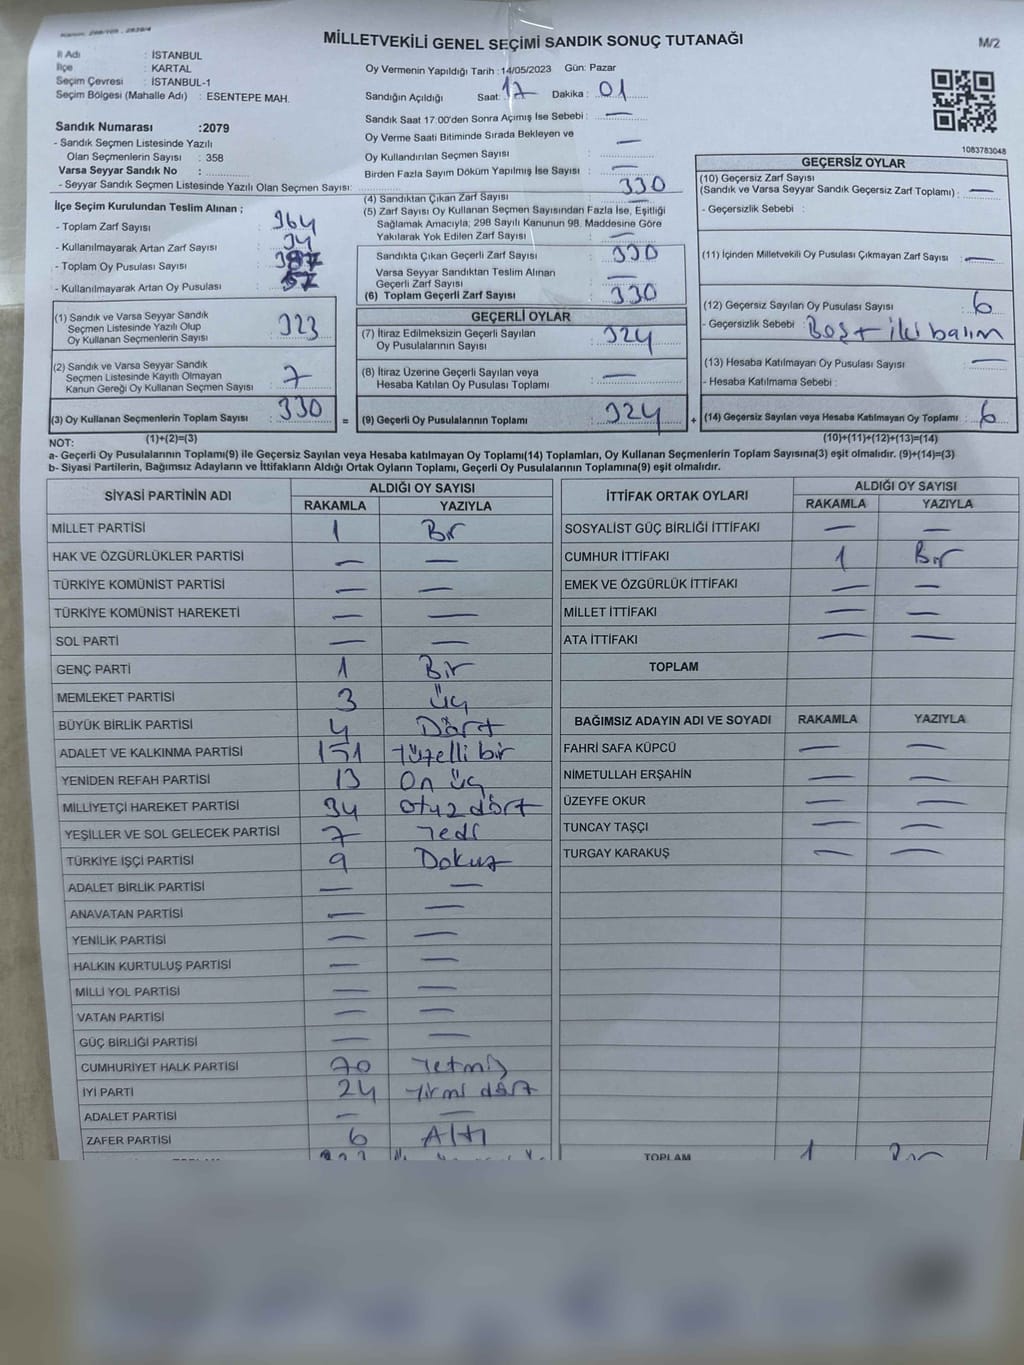 MİLLETVEKİLİ GENEL SEÇİMİ SANDIK SONUÇ TUTANAĞI
M/2
İl Adı : İSTANBUL
İlçe : KARTAL
Seçim Çevresi : İSTANBUL-1
Seçim Bölgesi (Mahalle Adı) : ESENTEPE MAH.
Sandık Numarası :2079
- Sandık Seçmen Listesinde Yazılı
Olan Seçmenlerin Sayısı : 358
Varsa Seyyar Sandık No :
- Seyyar Sandık Seçmen Listesinde Yazılı Olan Seçmen Sayısı:
Oy Vermenin Yapıldığı Tarih :14/05/2023 Gün: Pazar
Sandığın Açıldığı Saat: 17 Dakika : 01
Sandık Saat 17:00'den Sonra Açımış İse Sebebi : —
Oy Verme Saati Bitiminde Sırada Bekleyen ve
Oy Kullandırılan Seçmen Sayısı : —
Birden Fazla Sayım Döküm Yapılmış İse Sayısı : —
1083783048
İlçe Seçim Kurulundan Teslim Alınan ;
- Toplam Zarf Sayısı : 364
- Kullanılmayarak Artan Zarf Sayısı : 34
- Toplam Oy Pusulası Sayısı :
- Kullanılmayarak Artan Oy Pusulası :
(1) Sandık ve Varsa Seyyar Sandık
Seçmen Listesinde Yazılı Olup
Oy Kullanan Seçmenlerin Sayısı : 323
(2) Sandık ve Varsa Seyyar Sandık
Seçmen Listesinde Kayıtlı Olmayan
Kanun Gereği Oy Kullanan Seçmen Sayısı : 7
(3) Oy Kullanan Seçmenlerin Toplam Sayısı : 330
(1)+(2)=(3)
(4) Sandıktan Çıkan Zarf Sayısı : 330
(5) Zarf Sayısı Oy Kullanan Seçmen Sayısından Fazla İse, Eşitliği
Sağlamak Amacıyla; 298 Sayılı Kanunun 98. Maddesine Göre
Yakılarak Yok Edilen Zarf Sayısı : —
Sandıkta Çıkan Geçerli Zarf Sayısı : 330
Varsa Seyyar Sandıktan Teslim Alınan
Geçerli Zarf Sayısı : —
(6) Toplam Geçerli Zarf Sayısı : 330
GEÇERLİ OYLAR
(7) İtiraz Edilmeksizin Geçerli Sayılan
Oy Pusulalarının Sayısı : 324
(8) İtiraz Üzerine Geçerli Sayılan veya
Hesaba Katılan Oy Pusulası Toplamı : —
= (9) Geçerli Oy Pusulalarının Toplamı : 324
GEÇERSİZ OYLAR
(10) Geçersiz Zarf Sayısı
(Sandık ve Varsa Seyyar Sandık Geçersiz Zarf Toplamı) : —
- Geçersizlik Sebebi :
(11) İçinden Milletvekili Oy Pusulası Çıkmayan Zarf Sayısı : —
(12) Geçersiz Sayılan Oy Pusulası Sayısı : 6
- Geçersizlik Sebebi : Boş + iki balım
(13) Hesaba Katılmayan Oy Pusulası Sayısı : —
- Hesaba Katılmama Sebebi :
+ (14) Geçersiz Sayılan veya Hesaba Katılmayan Oy Toplamı : 6
(10)+(11)+(12)+(13)=(14)
NOT:
a- Geçerli Oy Pusulalarının Toplamı(9) ile Geçersiz Sayılan veya Hesaba katılmayan Oy Toplamı(14) Toplamları, Oy Kullanan Seçmenlerin Toplam Sayısına(3) eşit olmalıdır. (9)+(14)=(3)
b- Siyasi Partilerin, Bağımsız Adayların ve İttifakların Aldığı Ortak Oyların Toplamı, Geçerli Oy Pusulalarının Toplamına(9) eşit olmalıdır.
SİYASİ PARTİNİN ADI ALDIĞI OY SAYISI
RAKAMLA YAZIYLA
MİLLET PARTİSİ 1 Bir
HAK VE ÖZGÜRLÜKLER PARTİSİ — —
TÜRKİYE KOMÜNİST PARTİSİ — —
TÜRKİYE KOMÜNİST HAREKETİ — —
SOL PARTİ — —
GENÇ PARTİ 1 Bir
MEMLEKET PARTİSİ 3 Üç
BÜYÜK BİRLİK PARTİSİ 4 Dört
ADALET VE KALKINMA PARTİSİ 151 Yüzelli bir
YENİDEN REFAH PARTİSİ 13 On üç
MİLLİYETÇİ HAREKET PARTİSİ 34 Otuz dört
YEŞİLLER VE SOL GELECEK PARTİSİ 7 Yedi
TÜRKİYE İŞÇİ PARTİSİ 9 Dokuz
ADALET BİRLİK PARTİSİ — —
ANAVATAN PARTİSİ — —
YENİLİK PARTİSİ — —
HALKIN KURTULUŞ PARTİSİ — —
MİLLİ YOL PARTİSİ — —
VATAN PARTİSİ — —
GÜÇ BİRLİĞİ PARTİSİ — —
CUMHURİYET HALK PARTİSİ 70 Yetmiş
İYİ PARTİ 24 Yirmi dört
ADALET PARTİSİ — —
ZAFER PARTİSİ 6 Altı
İTTİFAK ORTAK OYLARI ALDIĞI OY SAYISI
RAKAMLA YAZIYLA
SOSYALİST GÜÇ BİRLİĞİ İTTİFAKI — —
CUMHUR İTTİFAKI 1 Bir
EMEK VE ÖZGÜRLÜK İTTİFAKI — —
MİLLET İTTİFAKI — —
ATA İTTİFAKI — —
TOPLAM
BAĞIMSIZ ADAYIN ADI VE SOYADI RAKAMLA YAZIYLA
FAHRİ SAFA KÜPCÜ — —
NİMETULLAH ERŞAHİN — —
ÜZEYFE OKUR — —
TUNCAY TAŞÇI — —
TURGAY KARAKUŞ — —
TOPLAM 1 Bir